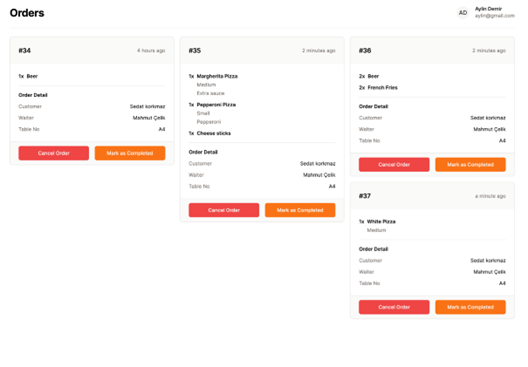 Orders
AD
Aylin Demir
aylin@gmail.com
#34
4 hours ago
1x Beer
Order Detail
Customer Sedat korkmaz
Waiter Mahmut Çelik
Table No A4
Cancel Order Mark as Completed
#35
2 minutes ago
1x Margherita Pizza
Medium
Extra sauce
1x Pepperoni Pizza
Small
Pepperoni
1x Cheese sticks
Order Detail
Customer Sedat korkmaz
Waiter Mahmut Çelik
Table No A4
Cancel Order Mark as Completed
#36
2 minutes ago
2x Beer
2x French Fries
Order Detail
Customer Sedat korkmaz
Waiter Mahmut Çelik
Table No A4
Cancel Order Mark as Completed
#37
a minute ago
1x White Pizza
Medium
Order Detail
Customer Sedat korkmaz
Waiter Mahmut Çelik
Table No A4
Cancel Order Mark as Completed